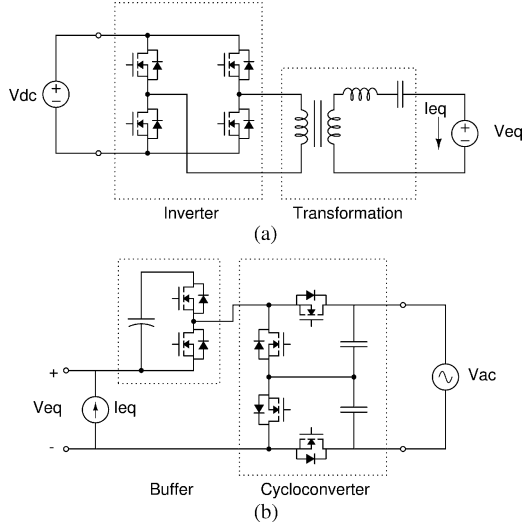 Vdc
+
−
Ieq
+
−
Veq
Inverter
Transformation
(a)
+
Veq
Ieq
-
Vac
Buffer
Cycloconverter
(b)